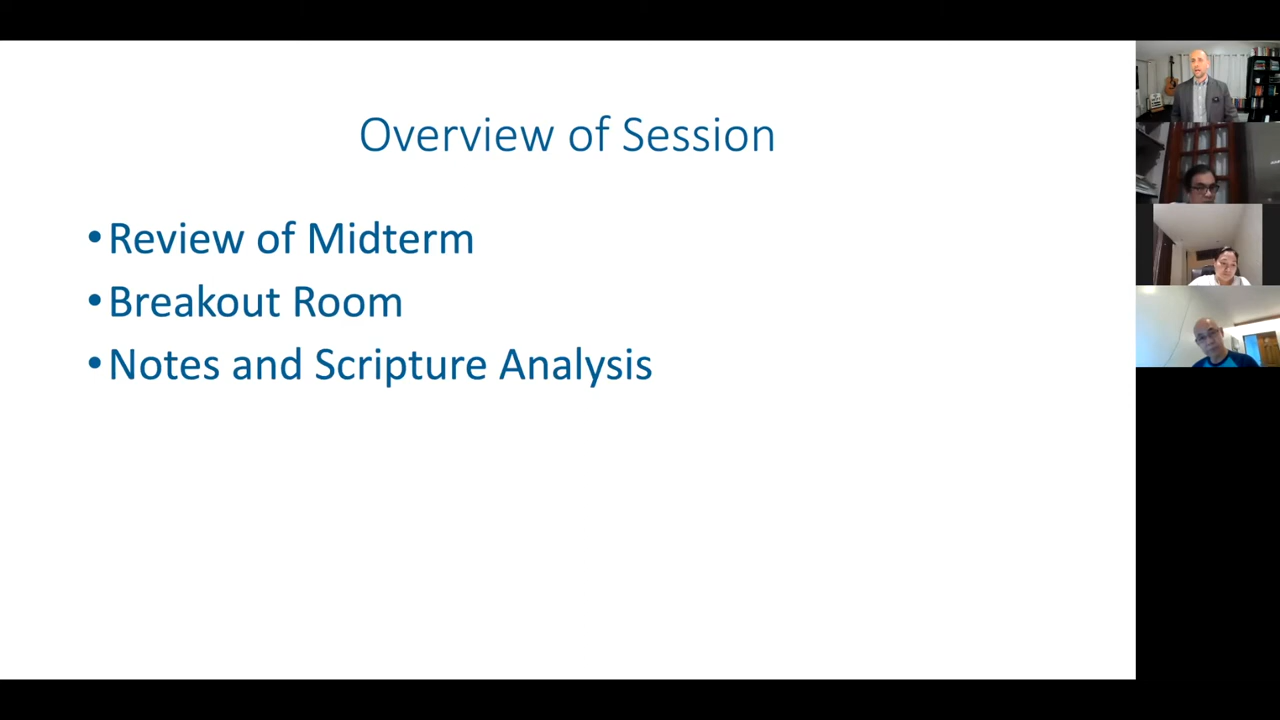 Overview of Session
•Review of Midterm
•Breakout Room
•Notes and Scripture Analysis